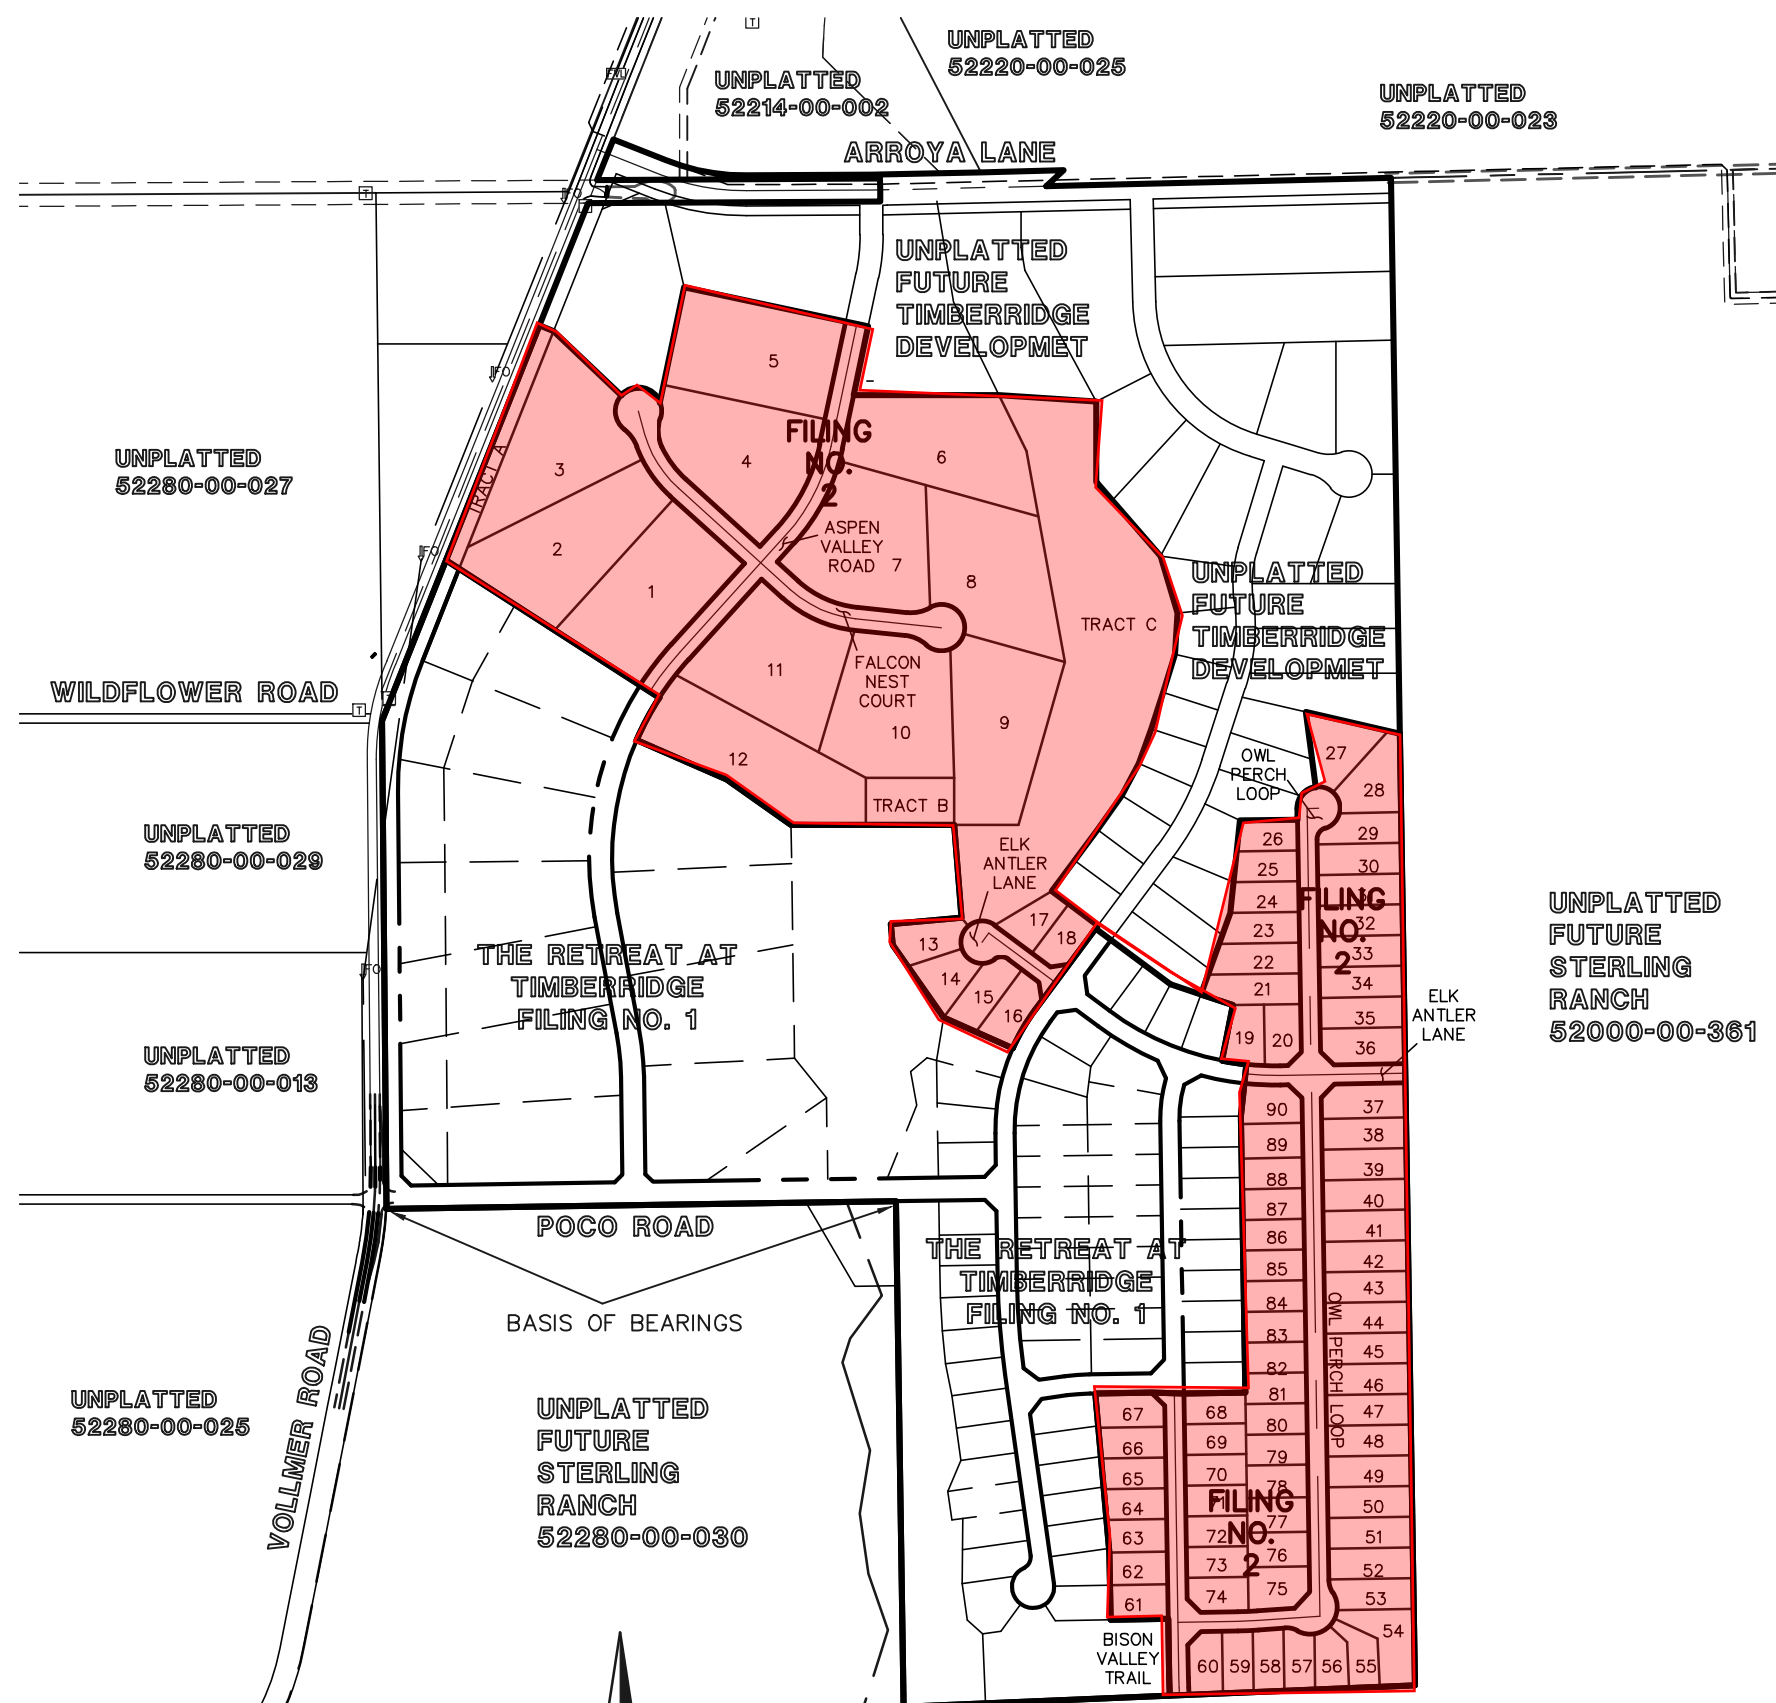 UNPLATTED
52220-00-025
UNPLATTED
52214-00-002
UNPLATTED
52220-00-023
ARROYA LANE
T
T
T
T
FO
FO
FO
FO
UNPLATTED
FUTURE
TIMBERRIDGE
DEVELOPMET
5
FILING
NO.
2
4
6
3
TRACT A
2
1
ASPEN
VALLEY
ROAD
7
8
UNPLATTED
52280-00-027
TRACT C
UNPLATTED
FUTURE
TIMBERRIDGE
DEVELOPMET
FALCON
NEST
COURT
11
10
9
12
TRACT B
WILDFLOWER ROAD
OWL
PERCH
LOOP
27
28
29
30
32
33
34
35
36
26
25
24
23
22
21
19
20
FILING
NO.
2
UNPLATTED
52280-00-029
ELK
ANTLER
LANE
17
18
13
14
15
16
THE RETREAT AT
TIMBERRIDGE
FILING NO. 1
UNPLATTED
FUTURE
STERLING
RANCH
52000-00-361
ELK
ANTLER
LANE
UNPLATTED
52280-00-013
90
89
88
87
86
85
84
83
82
81
80
79
78
77
76
75
37
38
39
40
41
42
43
44
45
46
47
48
49
50
51
52
53
54
OWL PERCH LOOP
POCO ROAD
THE RETREAT AT
TIMBERRIDGE
FILING NO. 1
BASIS OF BEARINGS
VOLLMER ROAD
UNPLATTED
52280-00-025
UNPLATTED
FUTURE
STERLING
RANCH
52280-00-030
67
66
65
64
63
62
61
68
69
70
71
72
73
74
FILING
NO.
2
BISON
VALLEY
TRAIL
60
59
58
57
56
55